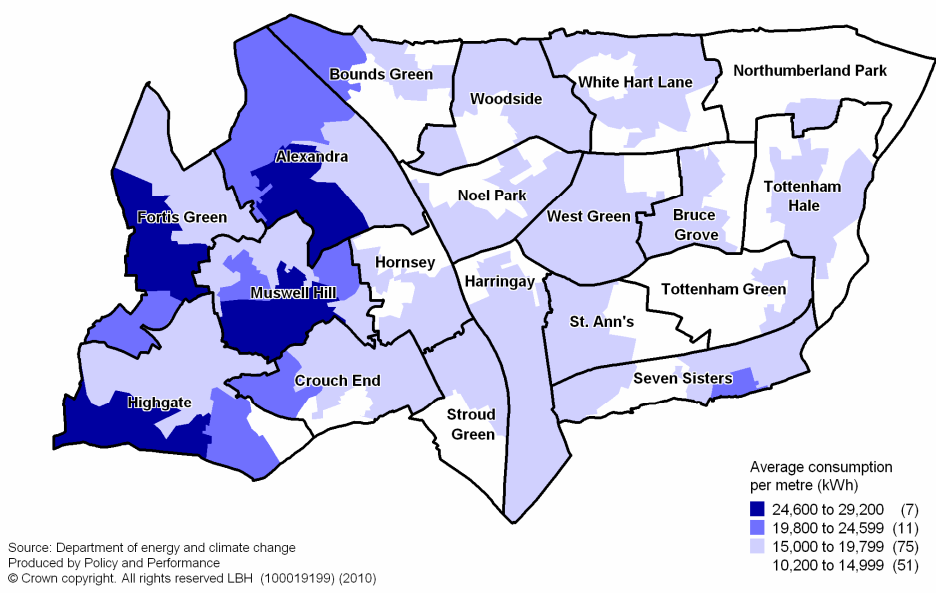 Bounds Green
White Hart Lane
Northumberland Park
Woodside
Alexandra
Noel Park
Tottenham
Hale
Fortis Green
West Green
Bruce
Grove
Hornsey
Harringay
Muswell Hill
Tottenham Green
St. Ann's
Crouch End
Seven Sisters
Highgate
Stroud
Green
Average consumption
per metre (kWh)
24,600 to 29,200 (7)
19,800 to 24,599 (11)
15,000 to 19,799 (75)
10,200 to 14,999 (51)
Source: Department of energy and climate change
Produced by Policy and Performance
© Crown copyright. All rights reserved LBH (100019199) (2010)